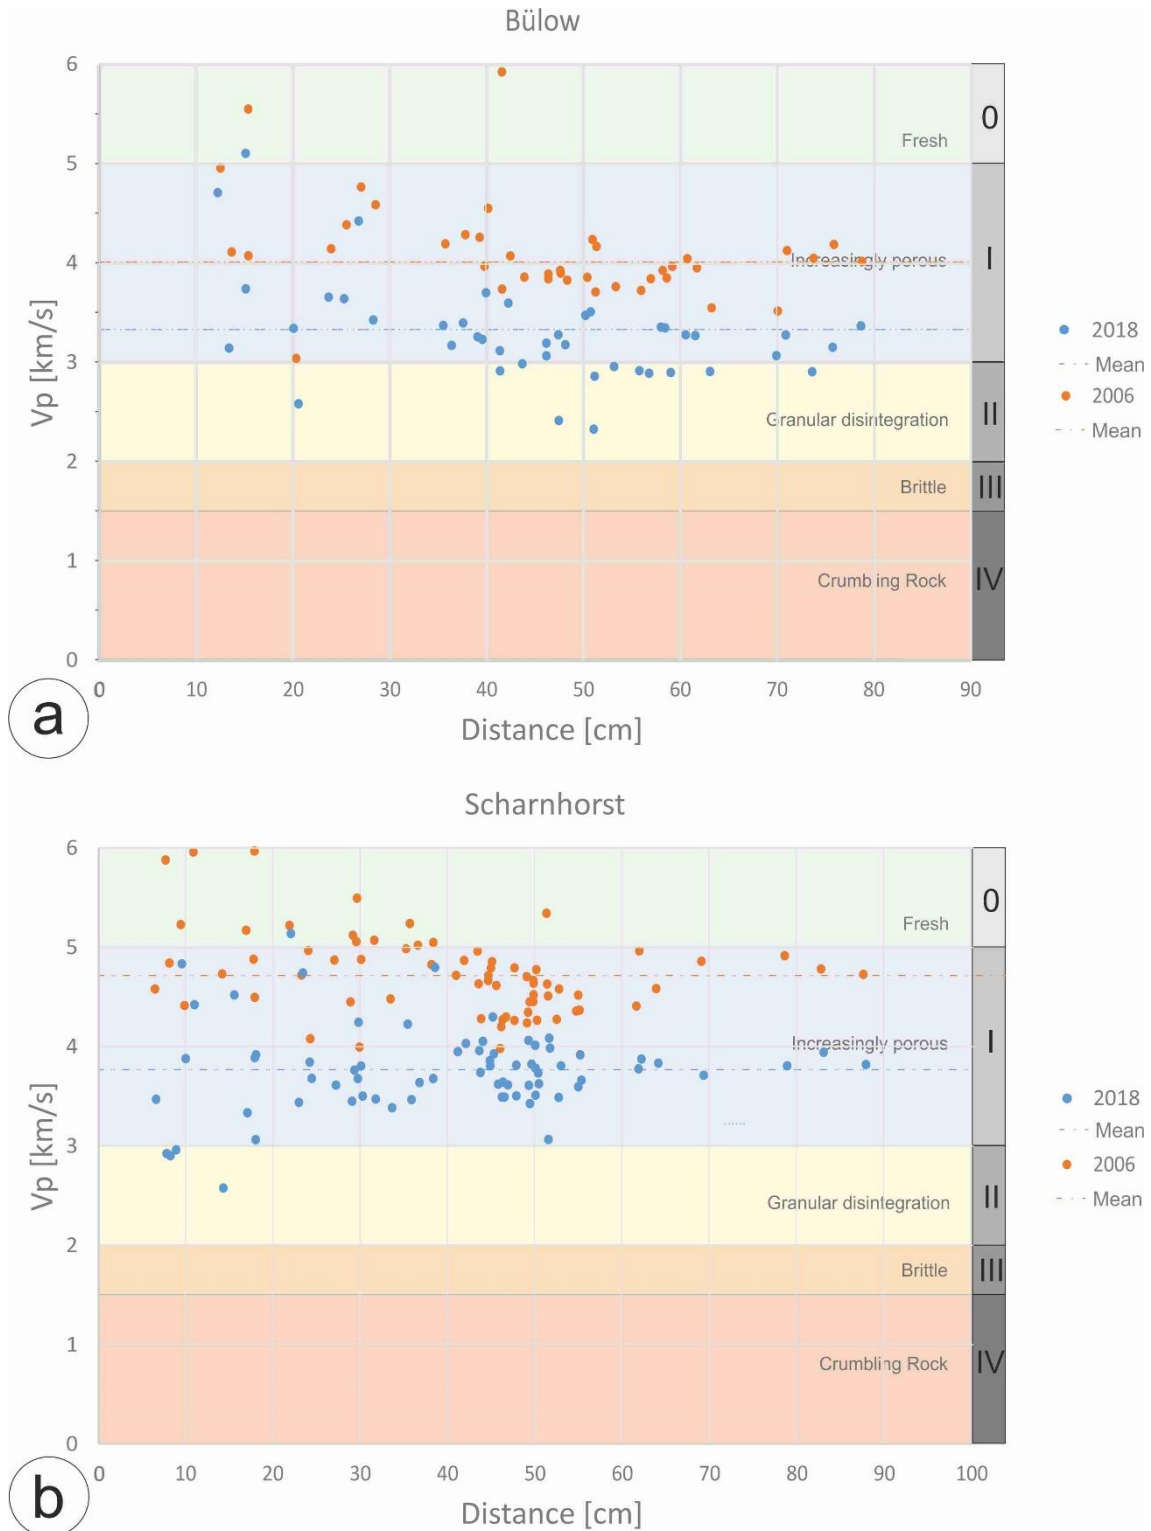 Bülow
6
0
Fresh
5
Increasingly porous
4
I
3
Vp [km/s]
2018
Mean
2006
Mean
Granular disintegration
II
2
Brittle
III
1
Crumbing Rock
IV
0
0 10 20 30 40 50 60 70 80 90
Distance [cm]
a
Scharnhorst
6
0
Fresh
5
Increasingly porous
4
I
3
Vp [km/s]
2018
Mean
2006
Mean
Granular disintegration
II
2
Brittle
III
1
Crumbling Rock
IV
0
0 10 20 30 40 50 60 70 80 90 100
Distance [cm]
b